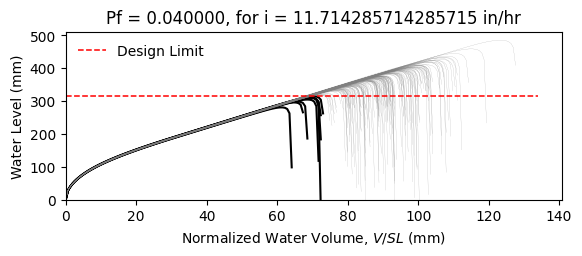 Pf = 0.040000, for i = 11.714285714285715 in/hr
Design Limit
Water Level (mm)
500
400
300
200
100
0
0 20 40 60 80 100 120 140
Normalized Water Volume, V/SL (mm)